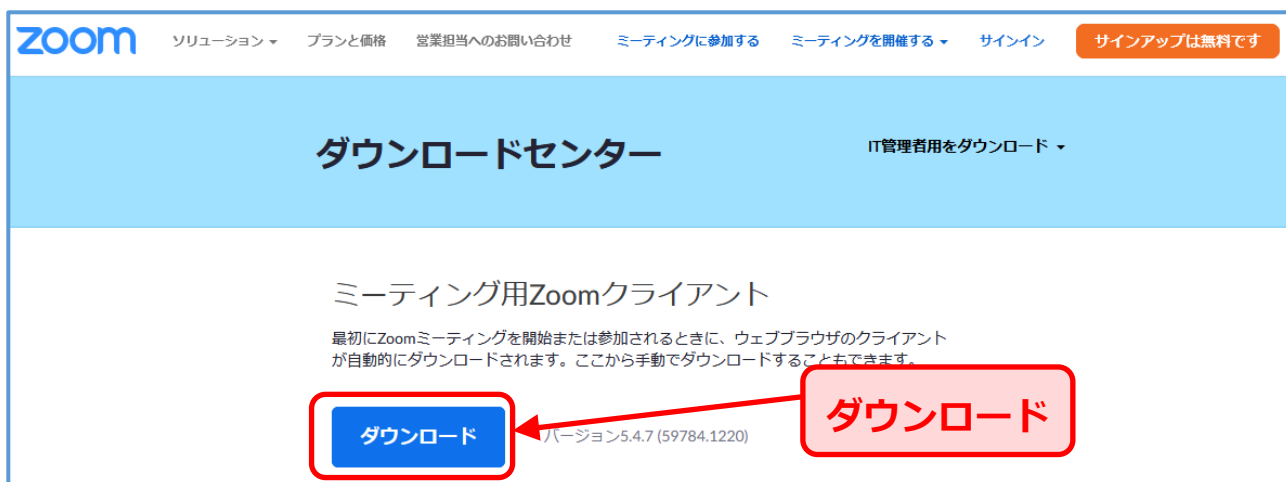 zoom ソリューション プランと価格 営業担当へのお問い合わせ ミーティングに参加する ミーティングを開催する サインイン サインアップは無料です
ダウンロードセンター
IT管理者用をダウンロード
ミーティング用Zoomクライアント
最初にZoomミーティングを開始または参加されるときに、ウェブブラウザのクライアント
が自動的にダウンロードされます。ここから手動でダウンロードすることもできます。
ダウンロード
バージョン5.4.7 (59784.1220)
ダウンロード